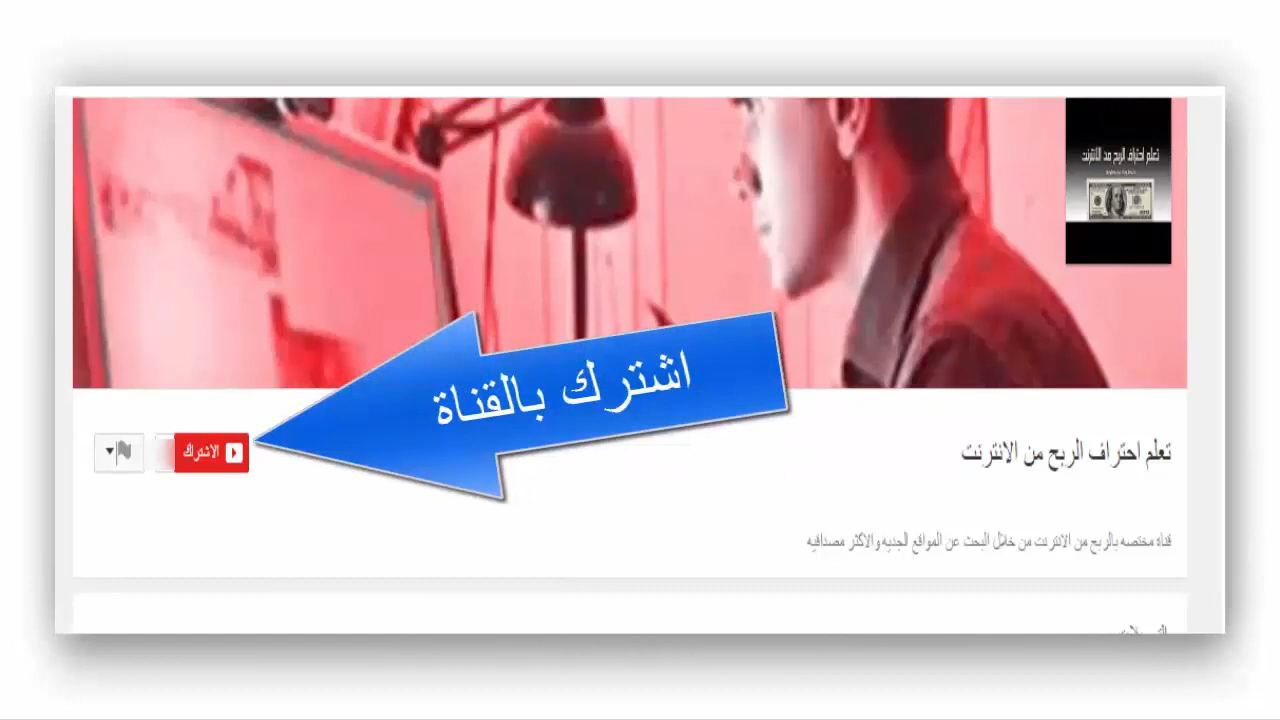 تعلم احتراف الربح من الانترنت
اشترك بالقناة
تعلم احتراف الربح من الانترنت
الاشتراك
قناه مختصه بالربح من الانترنت من خلال البحث عن المواقع الجديه والاكثر مصداقيه